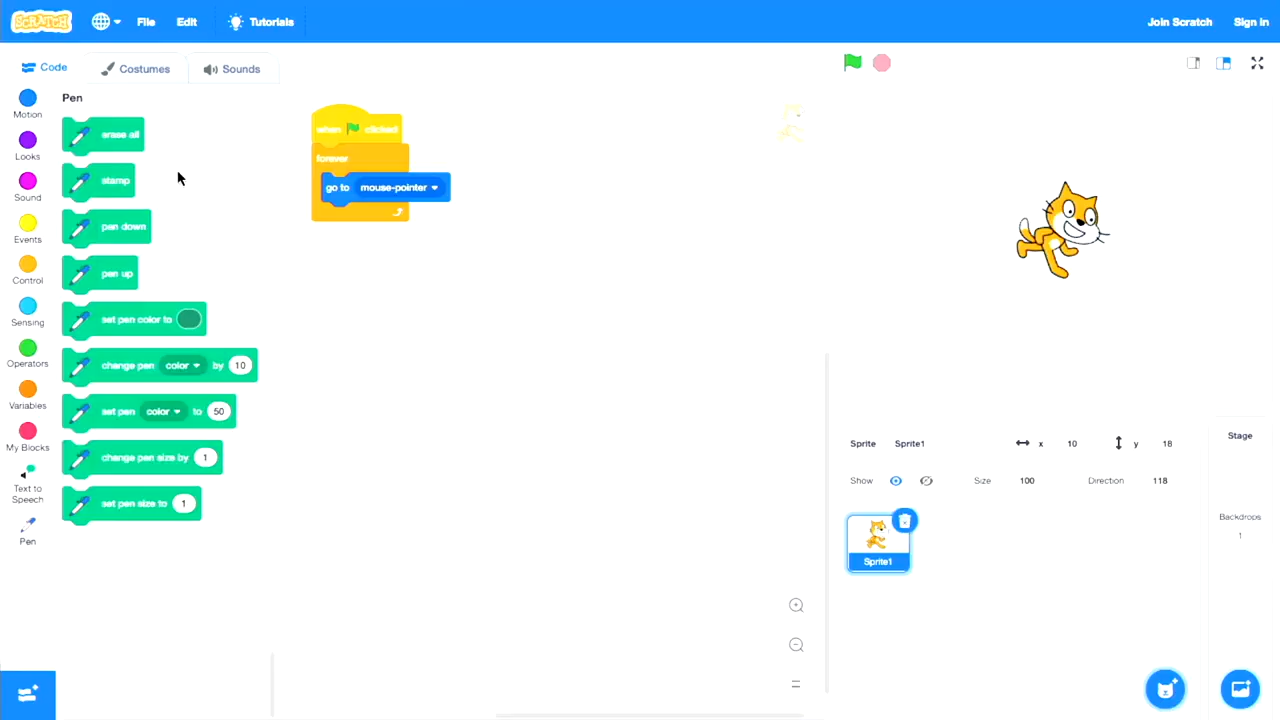 SCRATCH File Edit Tutorials Join Scratch Sign in
Code Costumes Sounds
Motion
Looks
Sound
Events
Control
Sensing
Operators
Variables
My Blocks
Text to
Speech
Pen
Pen
erase all
stamp
pen down
pen up
set pen color to
change pen color by 10
set pen color to 50
change pen size by 1
set pen size to 1
when clicked
forever
go to mouse-pointer
Sprite Sprite1 x 10 y 18
Show Size 100 Direction 118
Sprite1
Stage
Backdrops
1